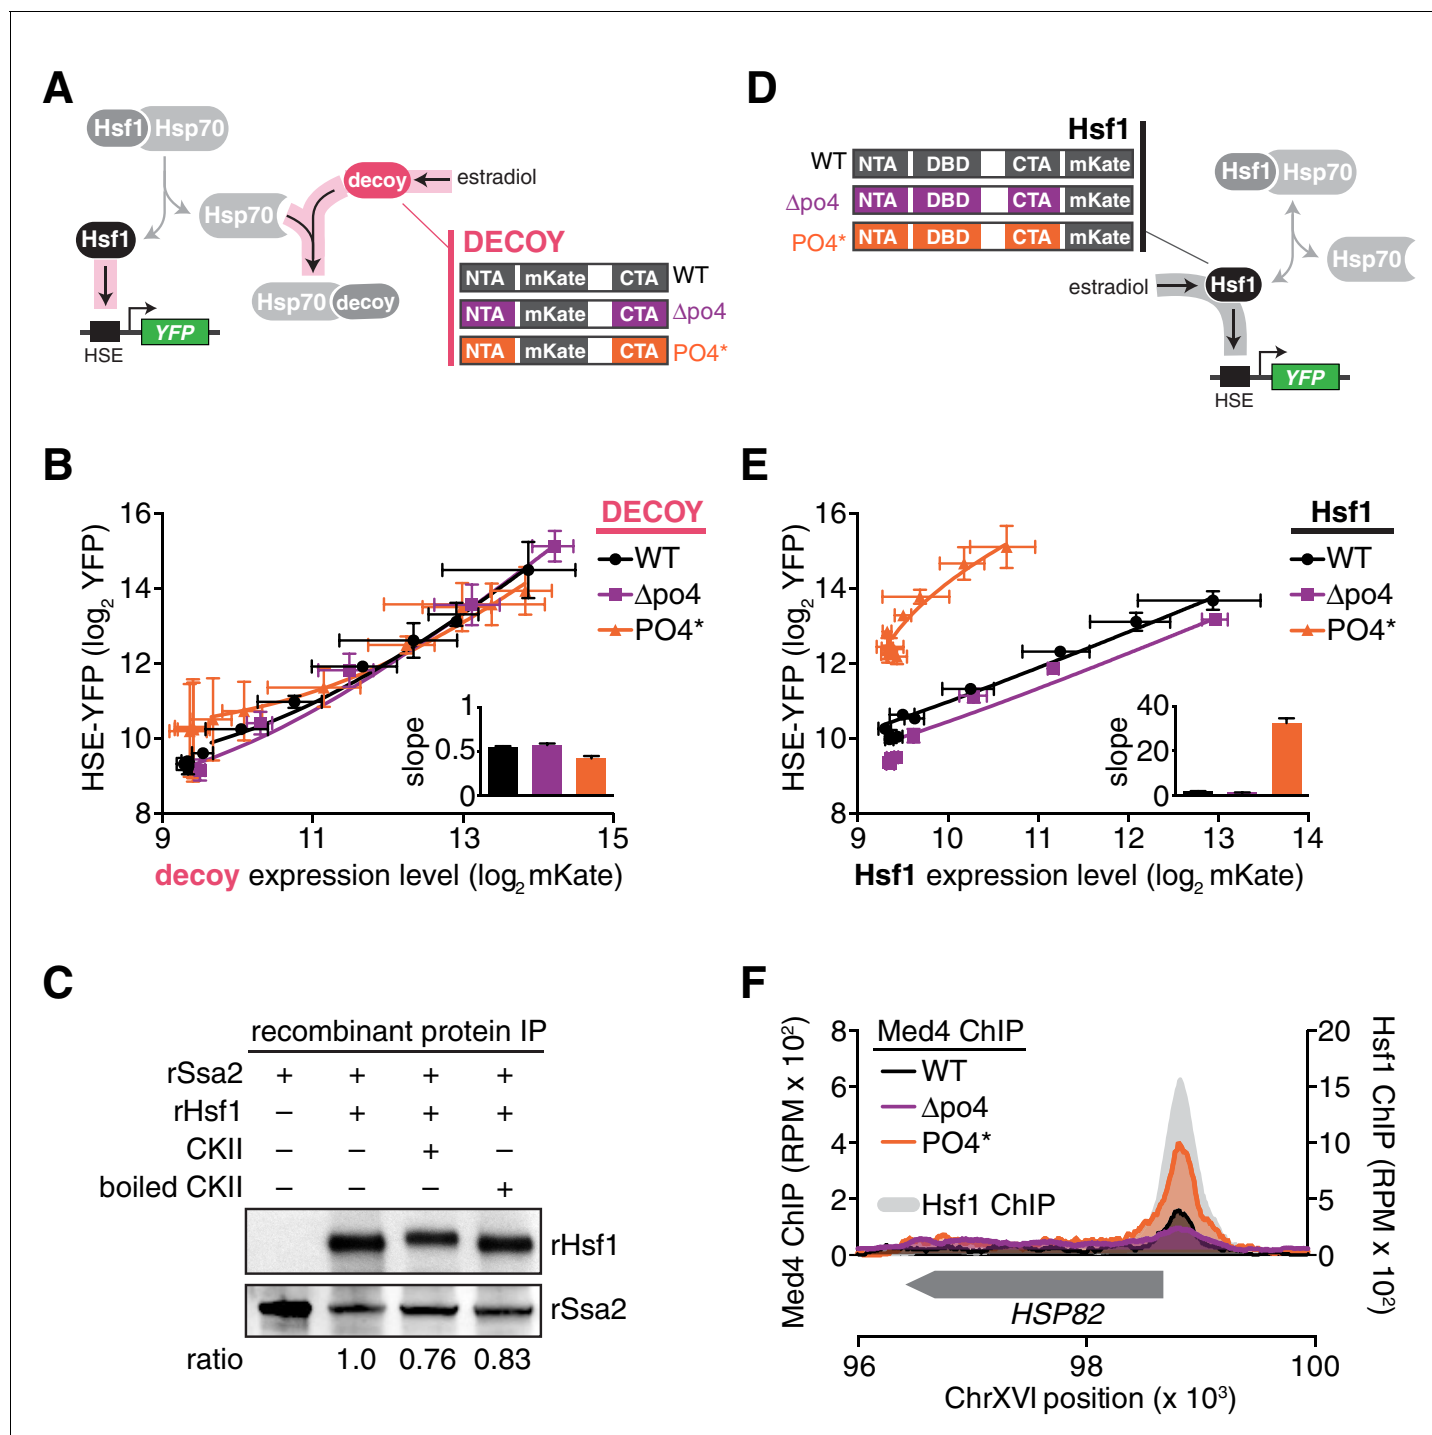 A
Hsf1 Hsp70
decoy
estradiol
Hsp70
Hsf1
Hsp70 decoy
HSE
YFP
DECOY
NTA mKate CTA WT
NTA mKate CTA Δpo4
NTA mKate CTA PO4*
D
Hsf1
WT NTA DBD CTA mKate
Δpo4 NTA DBD CTA mKate
PO4* NTA DBD CTA mKate
Hsf1 Hsp70
Hsp70
estradiol
Hsf1
HSE
YFP
B
HSE-YFP (log2 YFP)
16
14
12
10
8
9 11 13 15
decoy expression level (log2 mKate)
DECOY
WT
Δpo4
PO4*
slope
1
0.5
0
E
HSE-YFP (log2 YFP)
16
14
12
10
8
9 10 11 12 13 14
Hsf1 expression level (log2 mKate)
Hsf1
WT
Δpo4
PO4*
slope
40
20
0
C
recombinant protein IP
rSsa2 + + + +
rHsf1 – + + +
CKII – – + –
boiled CKII – – – +
rHsf1
rSsa2
ratio 1.0 0.76 0.83
F
Med4 ChIP (RPM x 10²)
8
6
4
2
0
Med4 ChIP
WT
Δpo4
PO4*
Hsf1 ChIP
20
15
10
5
0
Hsf1 ChIP (RPM x 10²)
HSP82
96 98 100
ChrXVI position (x 10³)